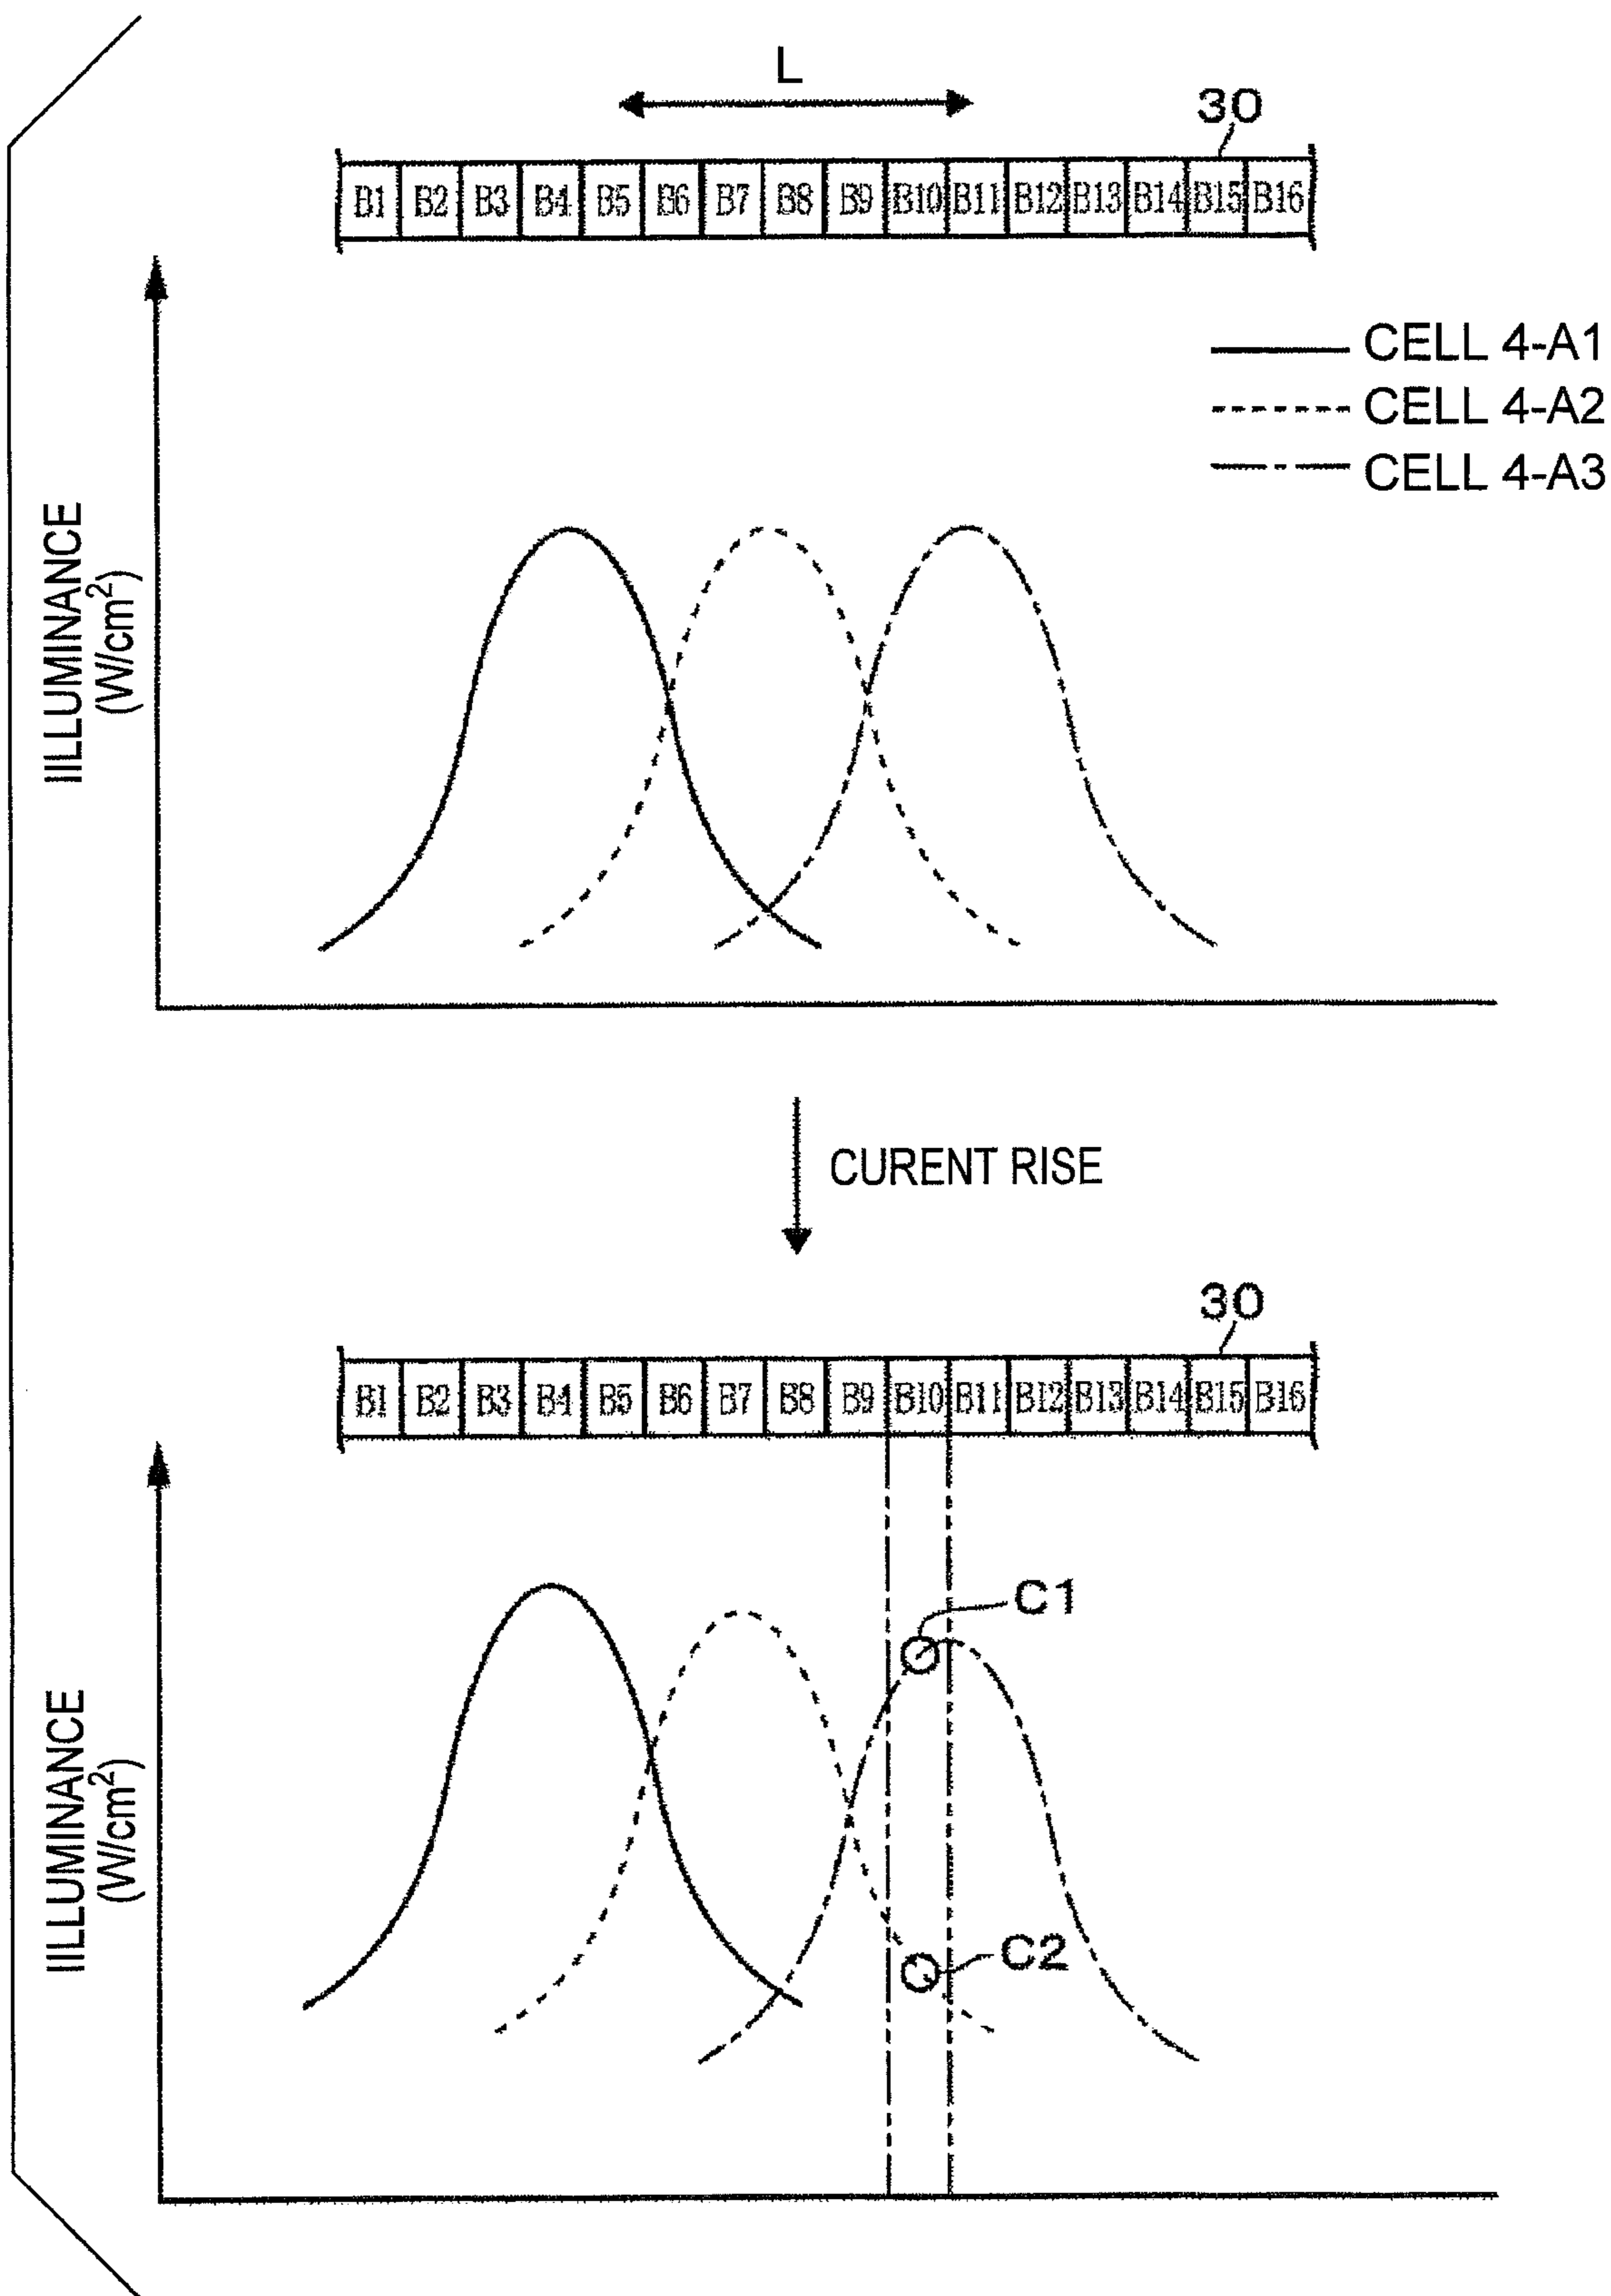 L
30
B1 B2 B3 B4 B5 B6 B7 B8 B9 B10 B11 B12 B13 B14 B15 B16
CELL 4-A1
CELL 4-A2
CELL 4-A3
IILLUMINANCE
(W/cm²)
CURENT RISE
30
B1 B2 B3 B4 B5 B6 B7 B8 B9 B10 B11 B12 B13 B14 B15 B16
C1
C2
IILLUMINANCE
(W/cm²)